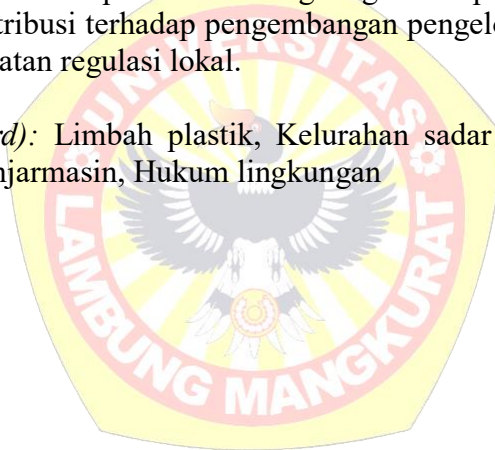 tribusi terhadap pengembangan pengelo
atan regulasi lokal.
rd): Limbah plastik, Kelurahan sadar
njarmasin, Hukum lingkungan
UNIVERSITAS
LAMBUNG MANGKURAT